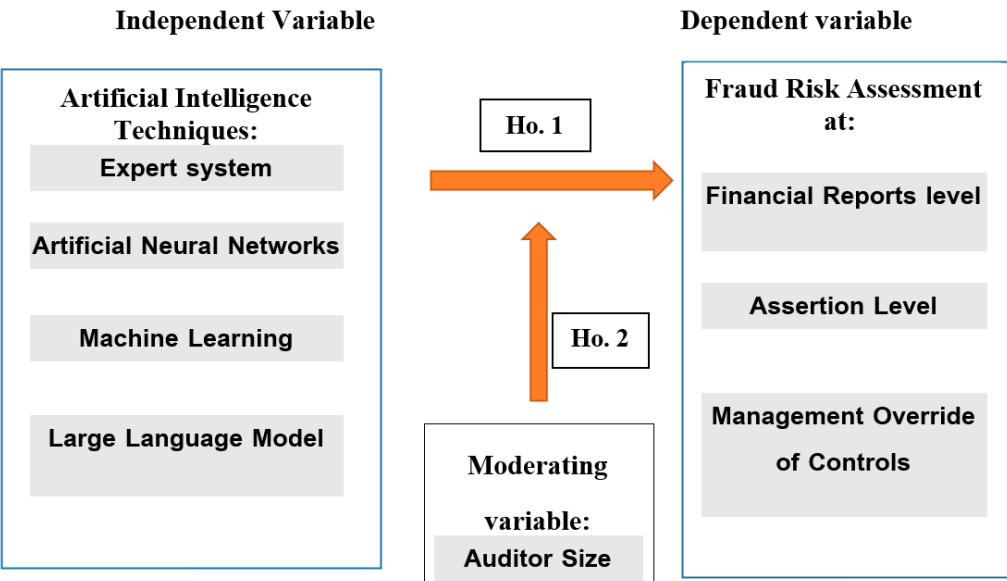 Independent Variable
Dependent variable
Artificial Intelligence
Techniques:
Expert system
Artificial Neural Networks
Machine Learning
Large Language Model
Ho. 1
Ho. 2
Moderating
variable:
Auditor Size
Fraud Risk Assessment
at:
Financial Reports level
Assertion Level
Management Override
of Controls